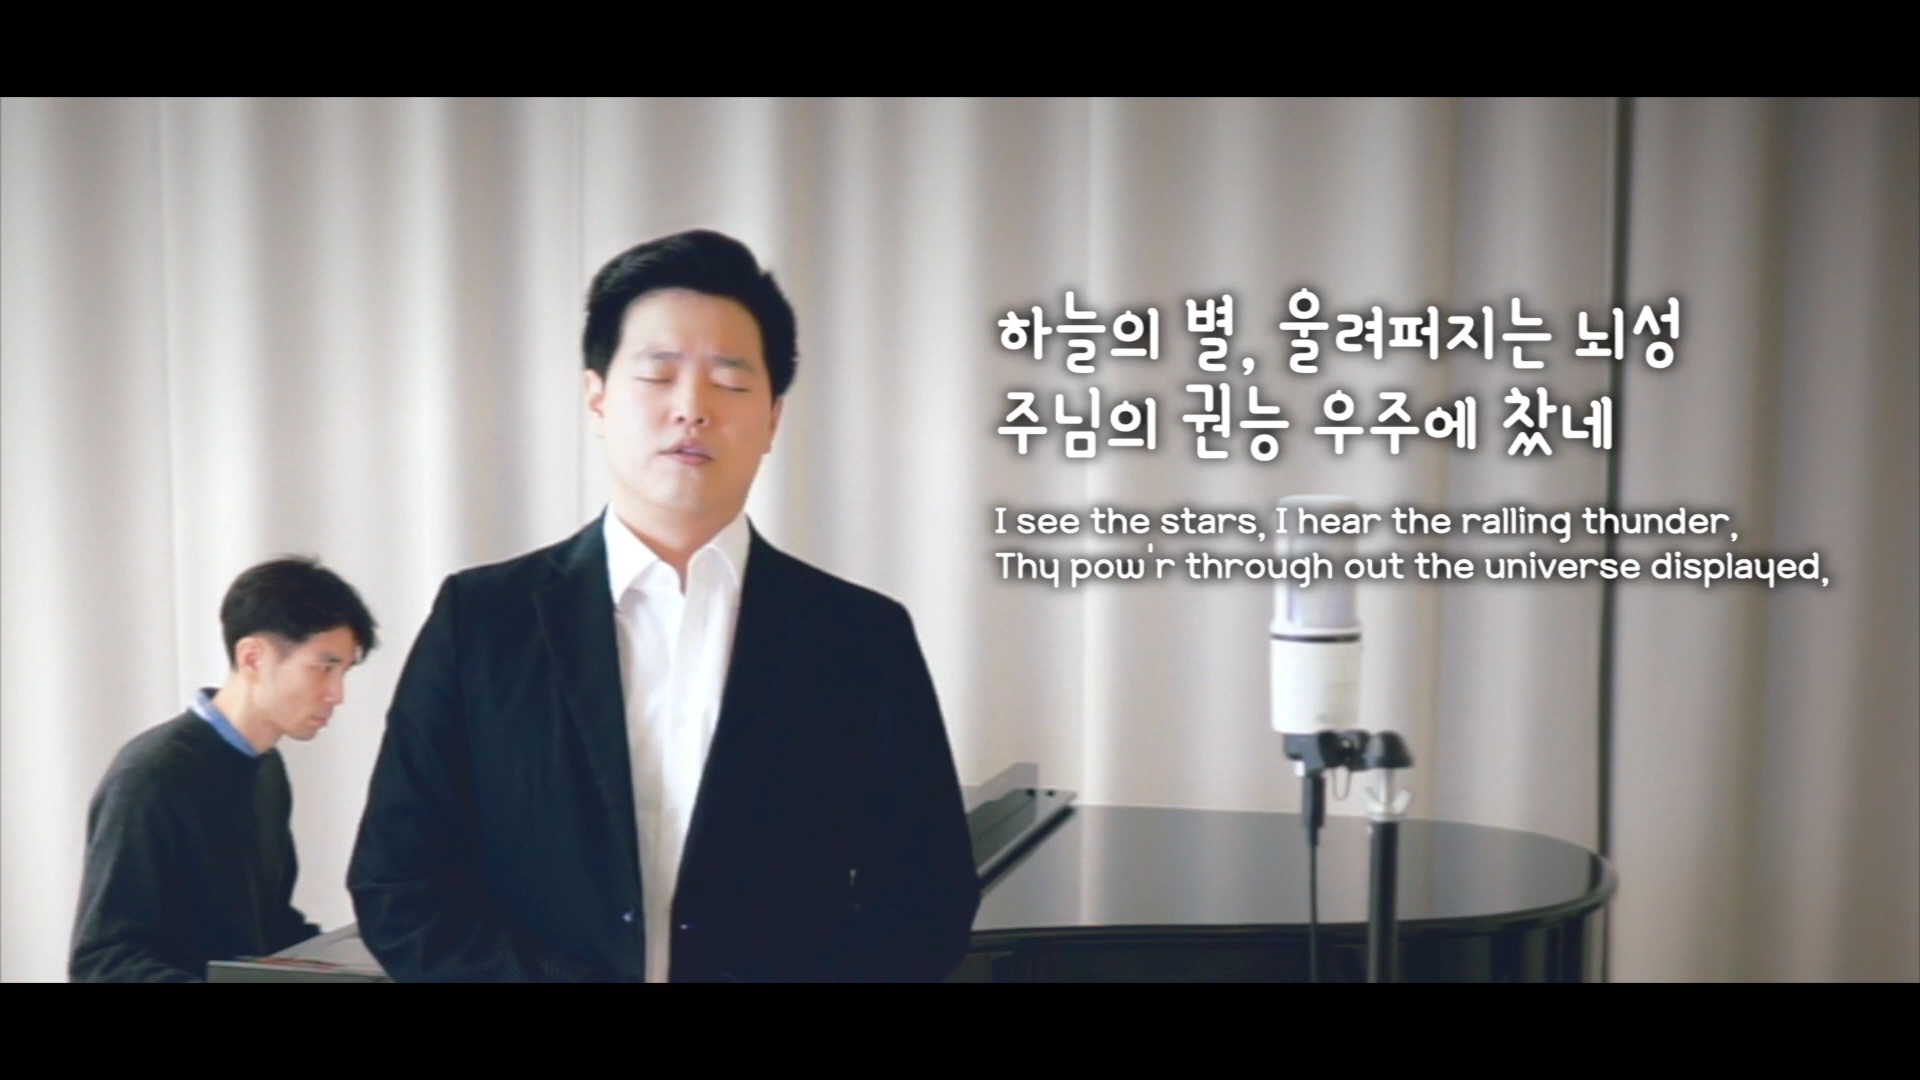 하늘의 별, 울려퍼지는 뇌성
주님의 권능 우주에 찼네
I see the stars, I hear the ralling thunder,
Thy pow'r through out the universe displayed,